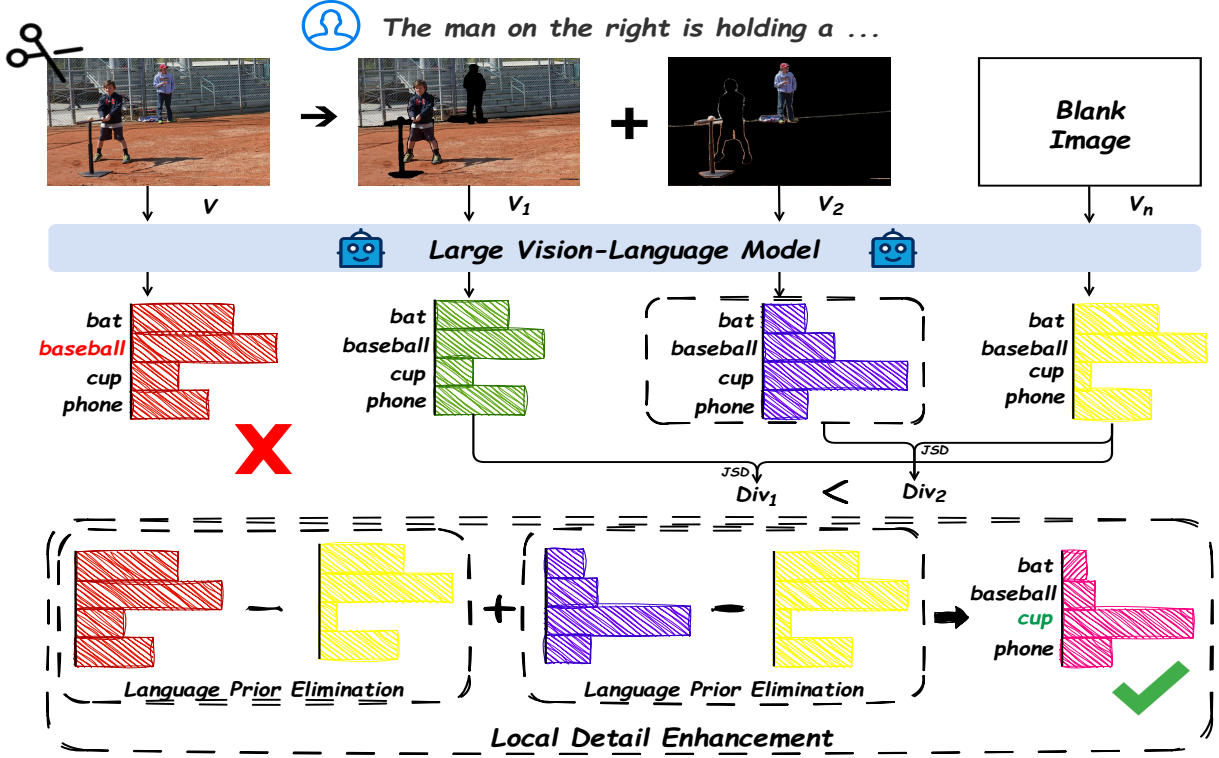 The man on the right is holding a ...
Blank
Image
V
V1
V2
Vn
Large Vision-Language Model
bat
baseball
cup
phone
bat
baseball
cup
phone
bat
baseball
cup
phone
bat
baseball
cup
phone
JSD
JSD
Div1
<
Div2
bat
baseball
cup
phone
Language Prior Elimination
Language Prior Elimination
Local Detail Enhancement